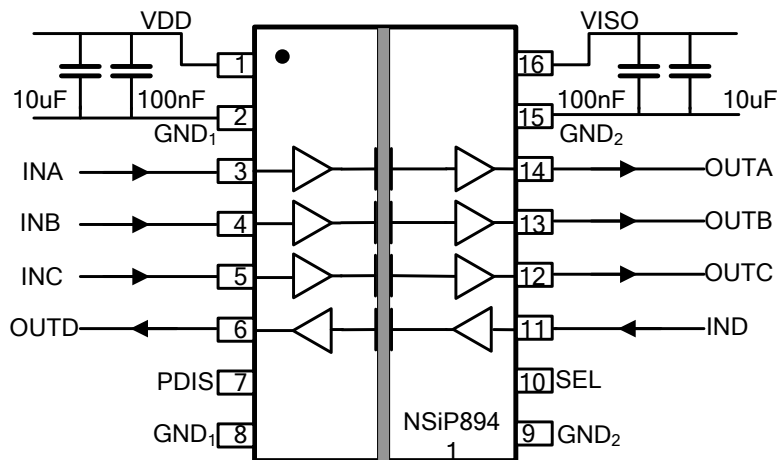 VDD VISO
1 16
10uF 100nF 100nF 10uF
2 15
GND₁ GND₂
INA 3 14 OUTA
INB 4 13 OUTB
INC 5 12 OUTC
OUTD 6 11 IND
PDIS 7 10 SEL
GND₁ 8 NSiP894 9 GND₂
1